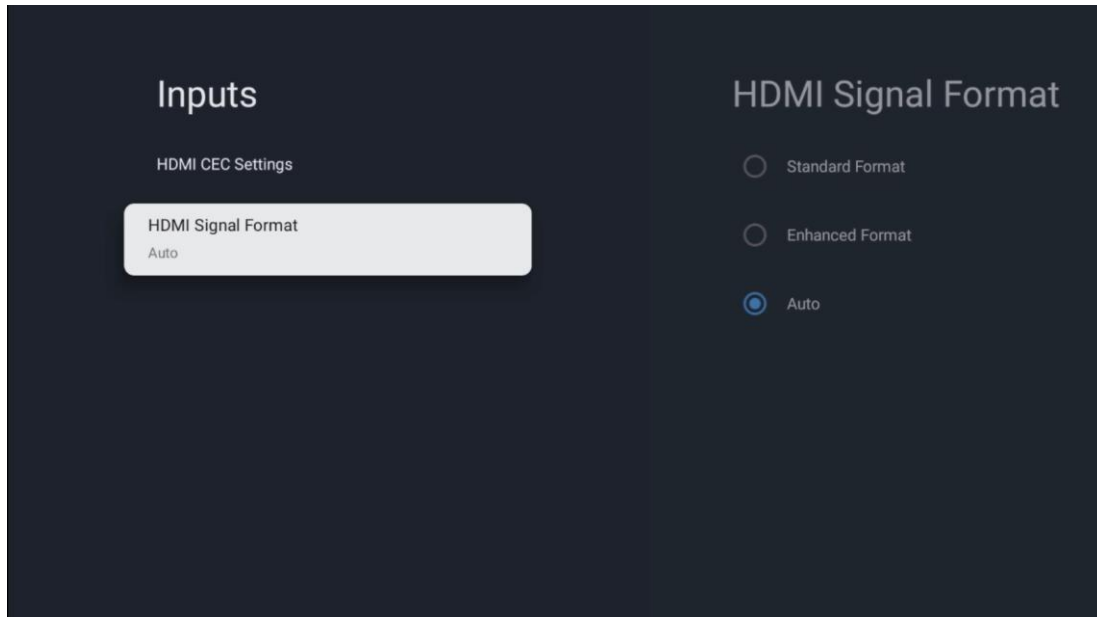 Inputs
HDMI CEC Settings
HDMI Signal Format
Auto
HDMI Signal Format
Standard Format
Enhanced Format
Auto